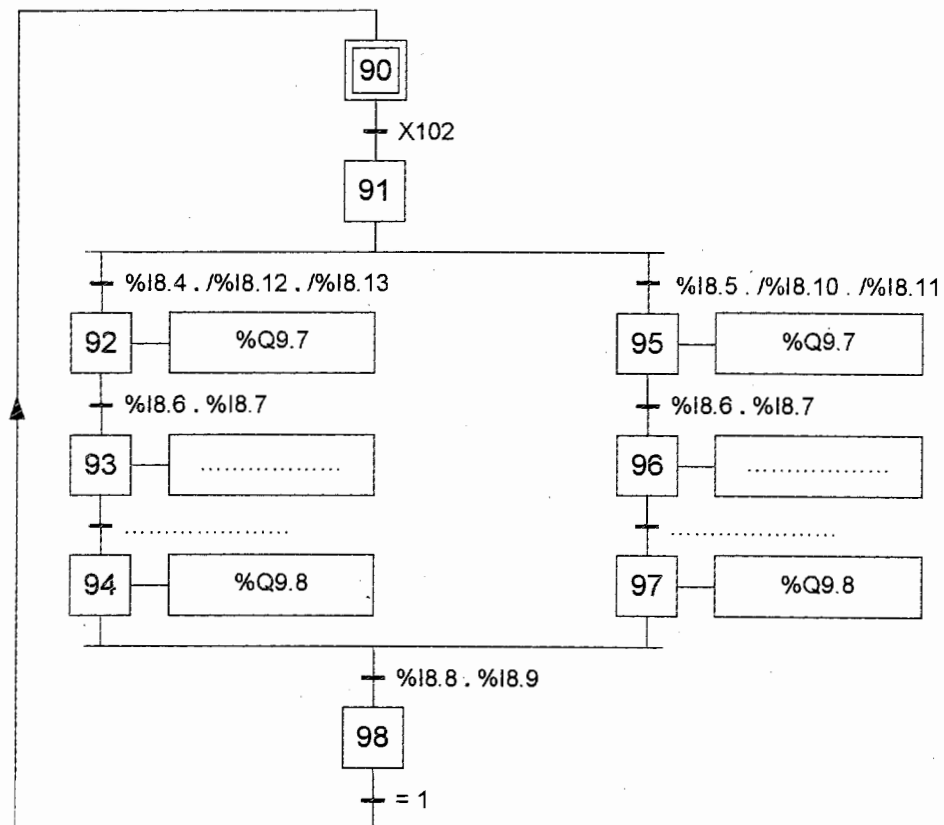 90
X102
91
%I8.4 . /%I8.12 . /%I8.13
%I8.5 . /%I8.10 . /%I8.11
92
%Q9.7
95
%Q9.7
%I8.6 . %I8.7
%I8.6 . %I8.7
93
..................
96
..................
.....................
.....................
94
%Q9.8
97
%Q9.8
%I8.8 . %I8.9
98
= 1